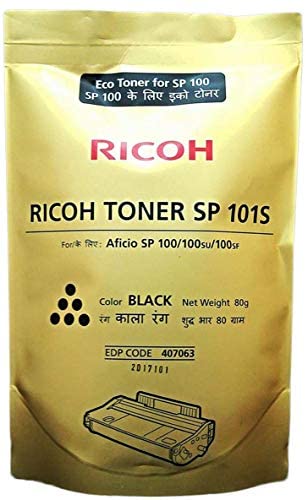 Eco Toner for SP 100
SP 100 के लिए इको टोनर
RICOH
RICOH TONER SP 101S
For/के लिए: Aficio SP 100/100SU/100SF
Color BLACK Net Weight 80g
रंग काला रंग शुद्ध भार 80 ग्राम
EDP CODE 407063
2017101